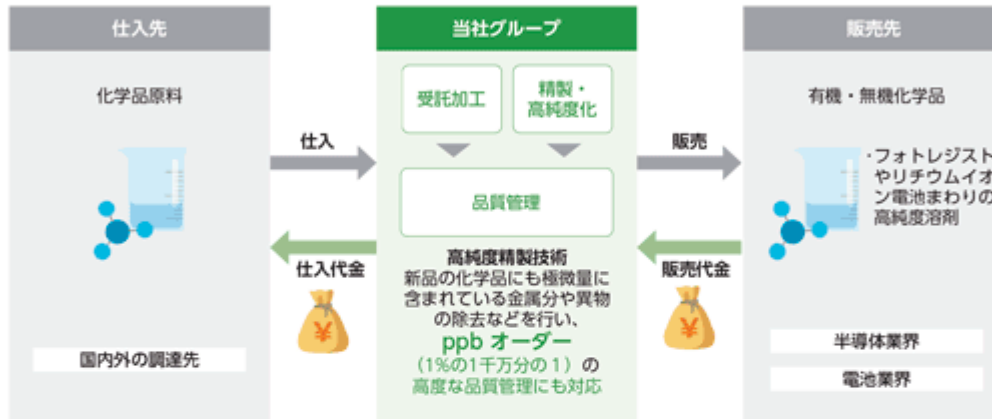 仕入先
化学品原料
国内外の調達先
仕入
仕入代金
¥
当社グループ
受託加工
精製・
高純度化
品質管理
高純度精製技術
新品の化学品にも極微量に
含まれている金属分や異物
の除去などを行い、
ppb オーダー
(1%の1千万分の1) の
高度な品質管理にも対応
販売
販売代金
¥
販売先
有機・無機化学品
・フォトレジスト
やリチウムイオ
ン電池まわりの
高純度溶剤
半導体業界
電池業界